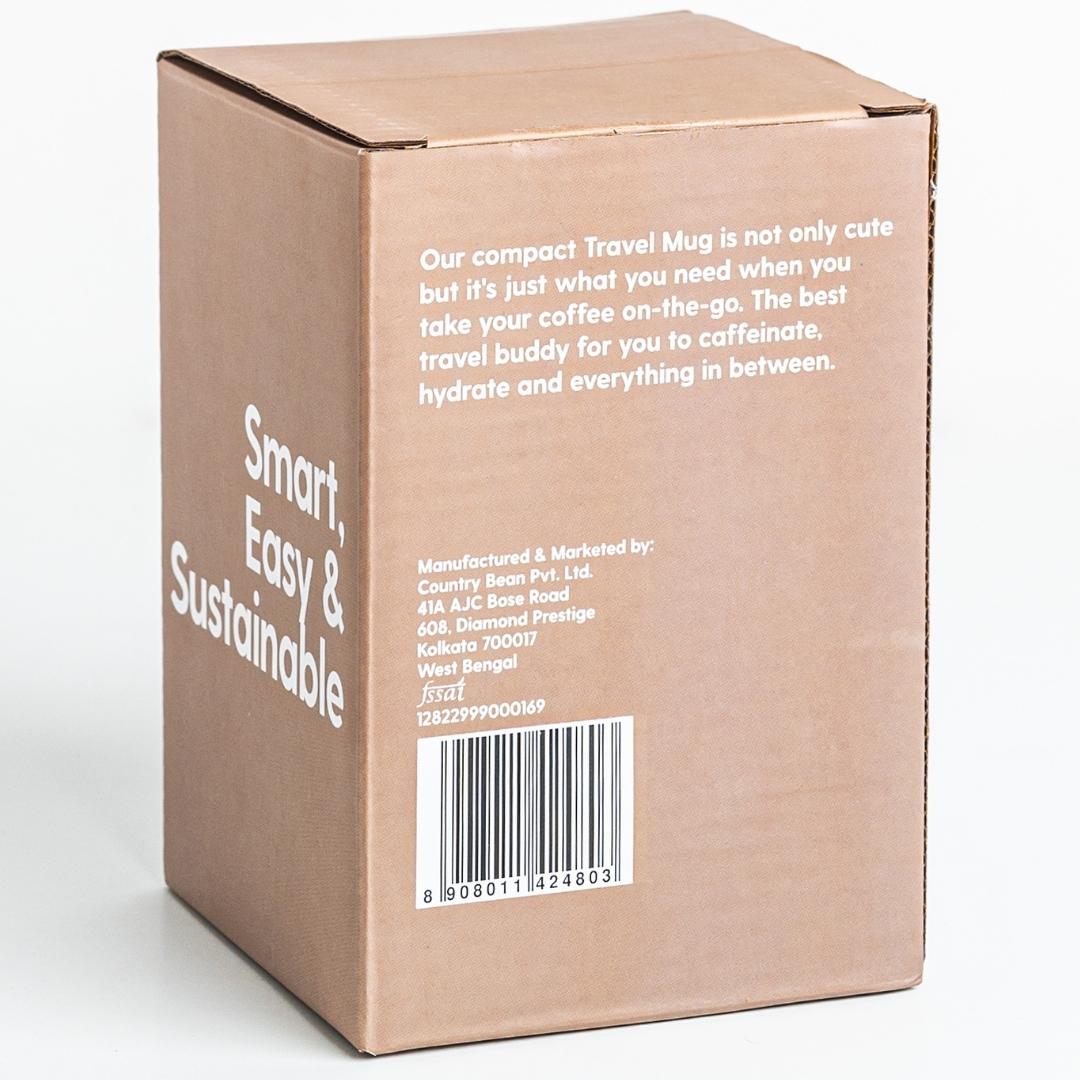 Smart,
Easy &
Sustainable
Our compact Travel Mug is not only cute
but it's just what you need when you
take your coffee on-the-go. The best
travel buddy for you to caffeinate,
hydrate and everything in between.
Manufactured & Marketed by:
Country Bean Pvt. Ltd.
41A AJC Bose Road
608, Diamond Prestige
Kolkata 700017
West Bengal
fssai
12822999000169
8 908011 424803